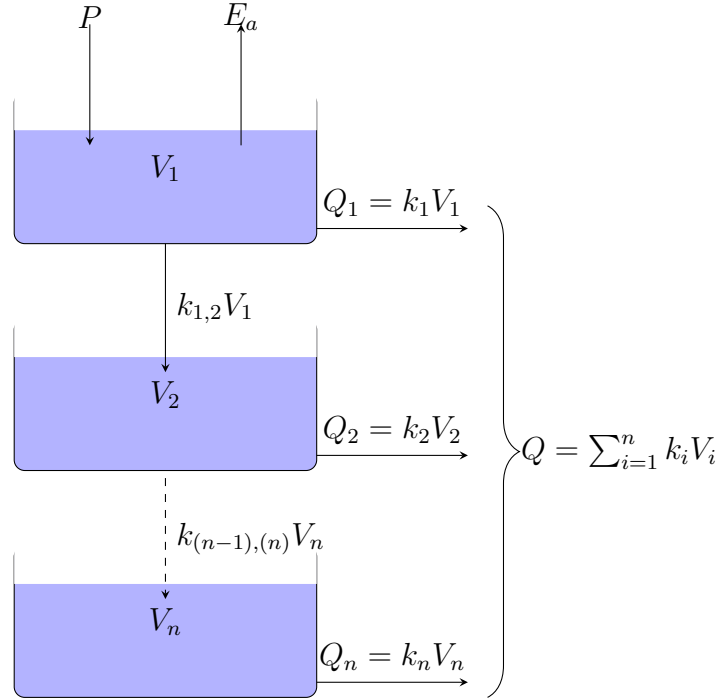 P
E_a
V_1
Q_1 = k_1V_1
k_{1,2}V_1
V_2
Q_2 = k_2V_2
Q = \sum_{i=1}^{n} k_iV_i
k_{(n-1),(n)}V_n
V_n
Q_n = k_nV_n